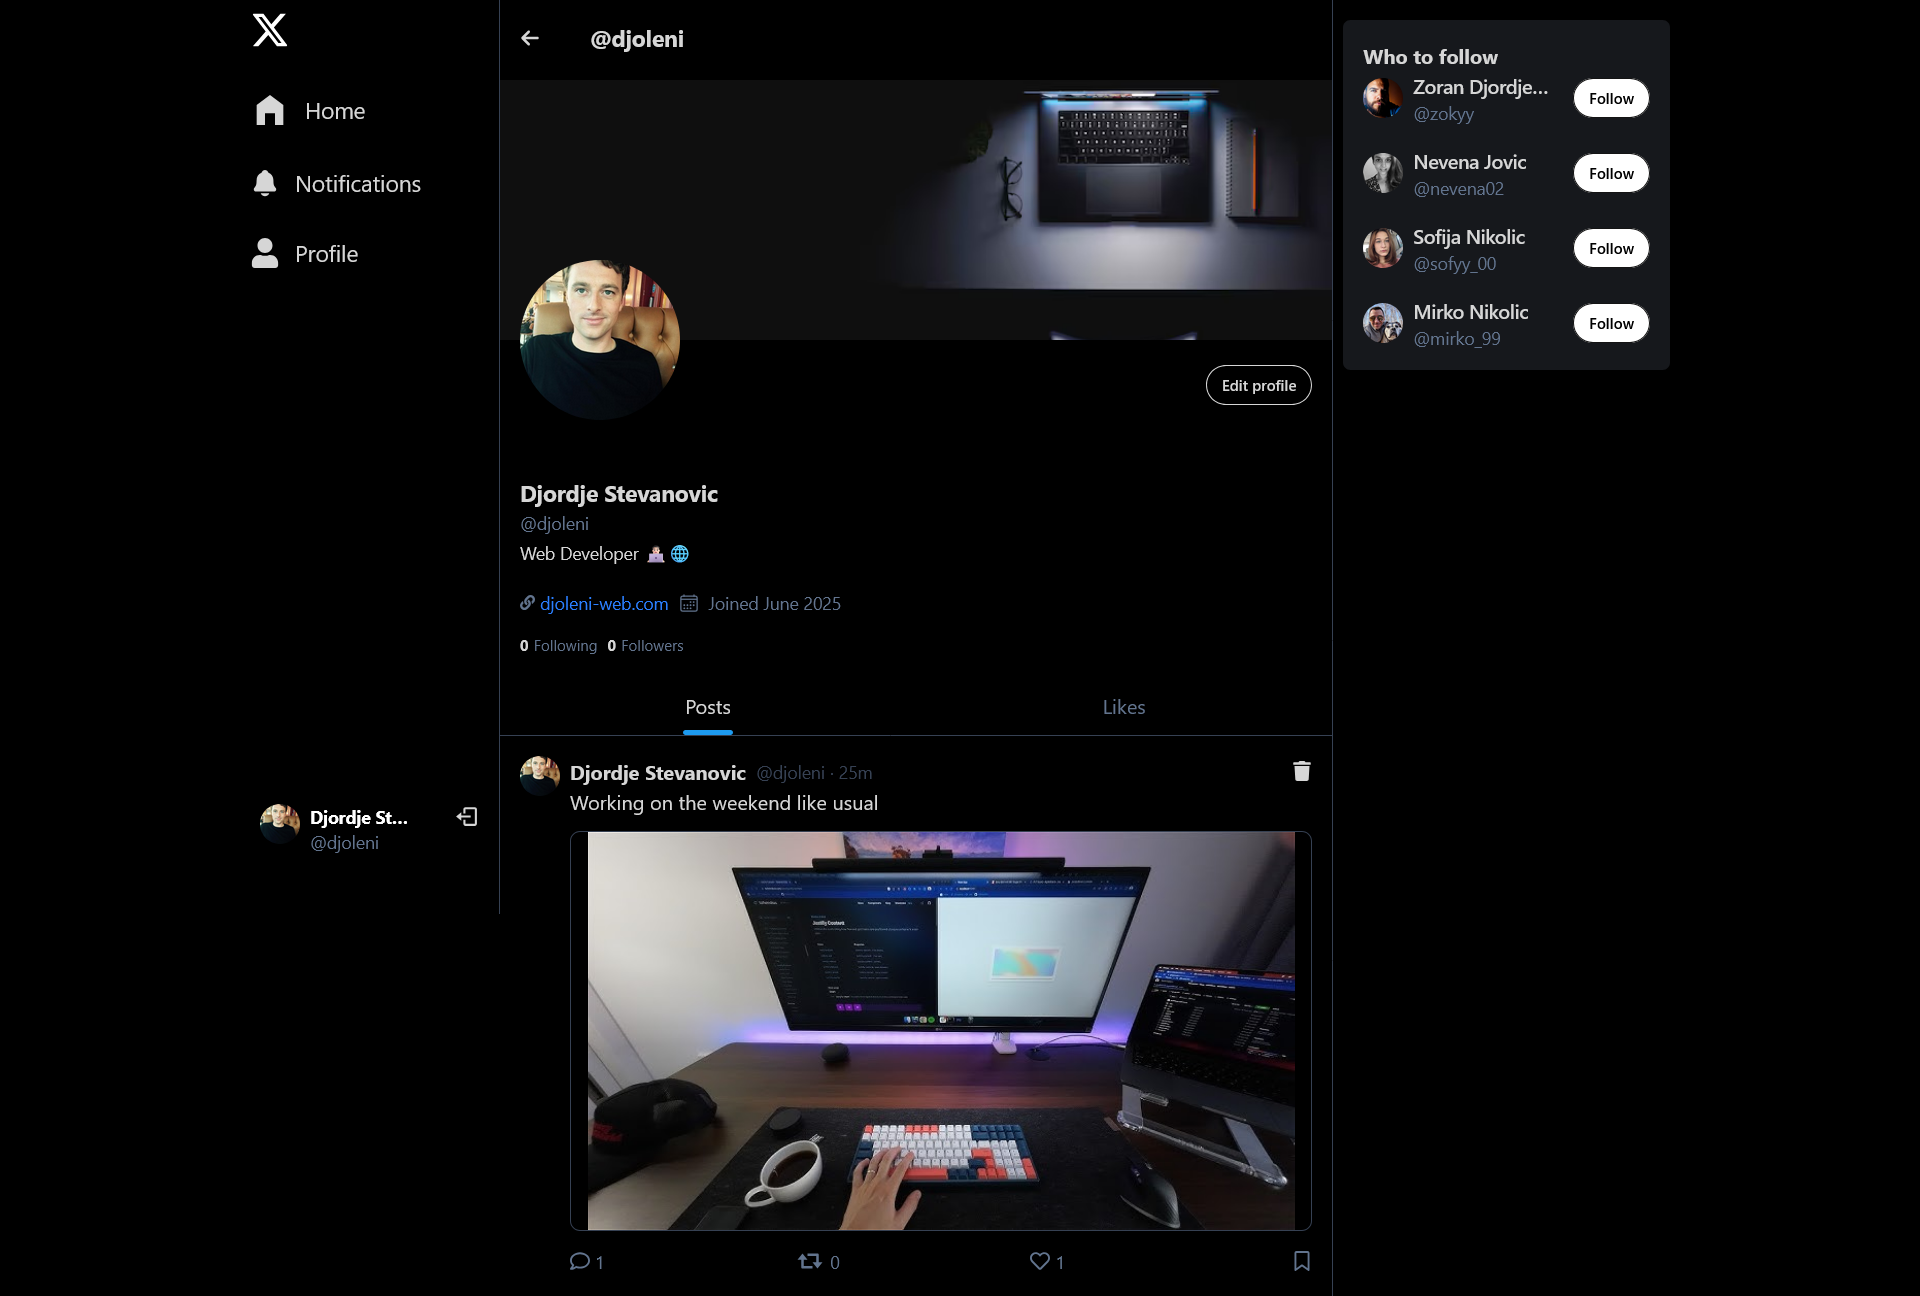 Home
Notifications
Profile
Djordje St...
@djoleni
@djoleni
Edit profile
Djordje Stevanovic
@djoleni
Web Developer
djoleni-web.com Joined June 2025
0 Following 0 Followers
Posts Likes
Djordje Stevanovic @djoleni · 25m
Working on the weekend like usual
Justify Content
1 0 1
Who to follow
Zoran Djordje...
@zokyy
Follow
Nevena Jovic
@nevena02
Follow
Sofija Nikolic
@sofyy_00
Follow
Mirko Nikolic
@mirko_99
Follow